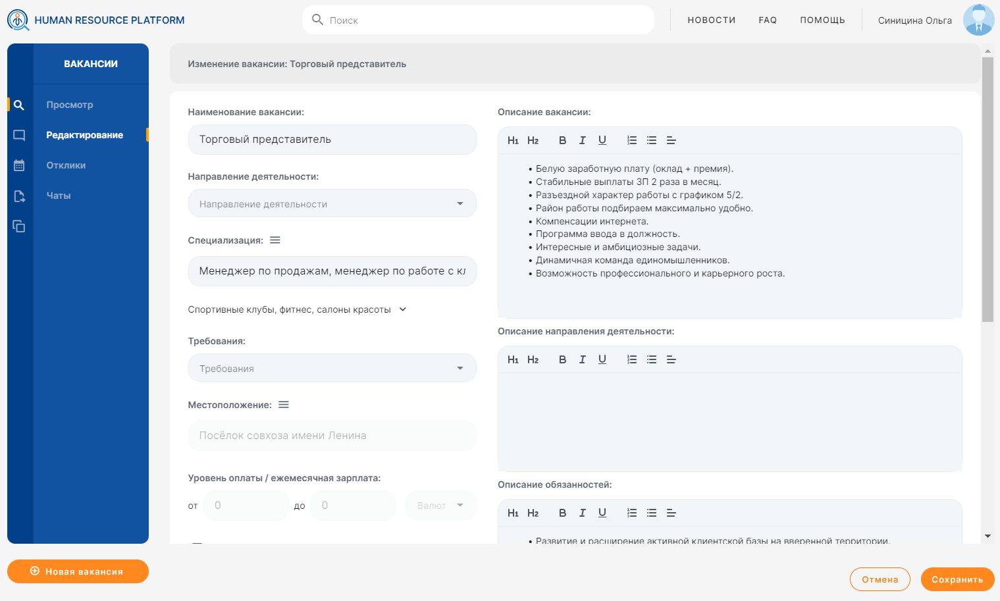 HUMAN RESOURCE PLATFORM
Поиск
НОВОСТИ
FAQ
ПОМОЩЬ
Синицина Ольга
ВАКАНСИИ
Просмотр
Редактирование
Отклики
Чаты
Новая вакансия
Изменение вакансии: Торговый представитель
Наименование вакансии:
Торговый представитель
Направление деятельности:
Направление деятельности
Специализация:
Менеджер по продажам, менеджер по работе с кл
Спортивные клубы, фитнес, салоны красоты
Требования:
Требования
Местоположение:
Посёлок совхоза имени Ленина
Уровень оплаты / ежемесячная зарплата:
от 0 до 0 Валют
Описание вакансии:
H1 H2 B I U
• Белую заработную плату (оклад + премия).
• Стабильные выплаты ЗП 2 раза в месяц.
• Разъездной характер работы с графиком 5/2.
• Район работы подбираем максимально удобно.
• Компенсации интернета.
• Программа ввода в должность.
• Интересные и амбициозные задачи.
• Динамичная команда единомышленников.
• Возможность профессионального и карьерного роста.
Описание направления деятельности:
H1 H2 B I U
Описание обязанностей:
H1 H2 B I U
• Развитие и расширение активной клиентской базы на вверенной территории.
Отмена
Сохранить